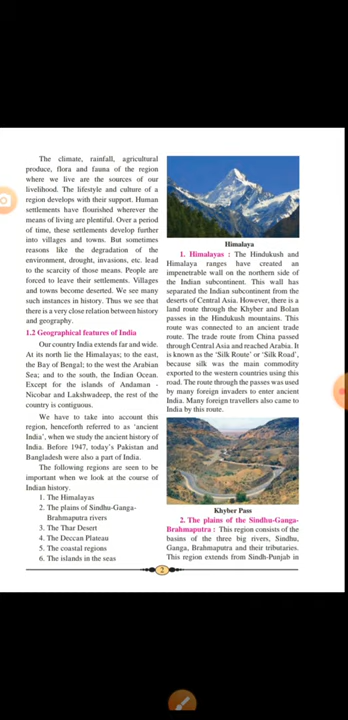 The climate, rainfall, agricultural
produce, flora and fauna of the region
where we live are the sources of our
livelihood. The lifestyle and culture of a
region develops with their support. Human
settlements have flourished wherever the
means of living are plentiful. Over a period
of time, these settlements develop further
into villages and towns. But sometimes
reasons like the degradation of the
environment, drought, invasions, etc. lead
to the scarcity of those means. People are
forced to leave their settlements. Villages
and towns become deserted. We see many
such instances in history. Thus we see that
there is a very close relation between history
and geography.
1.2 Geographical features of India
Our country India extends far and wide.
At its north lie the Himalayas; to the east,
the Bay of Bengal; to the west the Arabian
Sea; and to the south, the Indian Ocean.
Except for the islands of Andaman -
Nicobar and Lakshwadeep, the rest of the
country is contiguous.
We have to take into account this
region, henceforth referred to as ‘ancient
India’, when we study the ancient history of
India. Before 1947, today’s Pakistan and
Bangladesh were also a part of India.
The following regions are seen to be
important when we look at the course of
Indian history.
1. The Himalayas
2. The plains of Sindhu-Ganga-
Brahmaputra rivers
3. The Thar Desert
4. The Deccan Plateau
5. The coastal regions
6. The islands in the seas
Himalaya
1. Himalayas : The Hindukush and
Himalaya ranges have created an
impenetrable wall on the northern side of
the Indian subcontinent. This wall has
separated the Indian subcontinent from the
deserts of Central Asia. However, there is a
land route through the Khyber and Bolan
passes in the Hindukush mountains. This
route was connected to an ancient trade
route. The trade route from China passed
through Central Asia and reached Arabia. It
is known as the ‘Silk Route’ or ‘Silk Road’,
because silk was the main commodity
exported to the western countries using this
road. The route through the passes was used
by many foreign invaders to enter ancient
India. Many foreign travellers also came to
India by this route.
Khyber Pass
2. The plains of the Sindhu-Ganga-
Brahmaputra : This region consists of the
basins of the three big rivers, Sindhu,
Ganga, Brahmaputra and their tributaries.
This region extends from Sindh-Punjab in
2